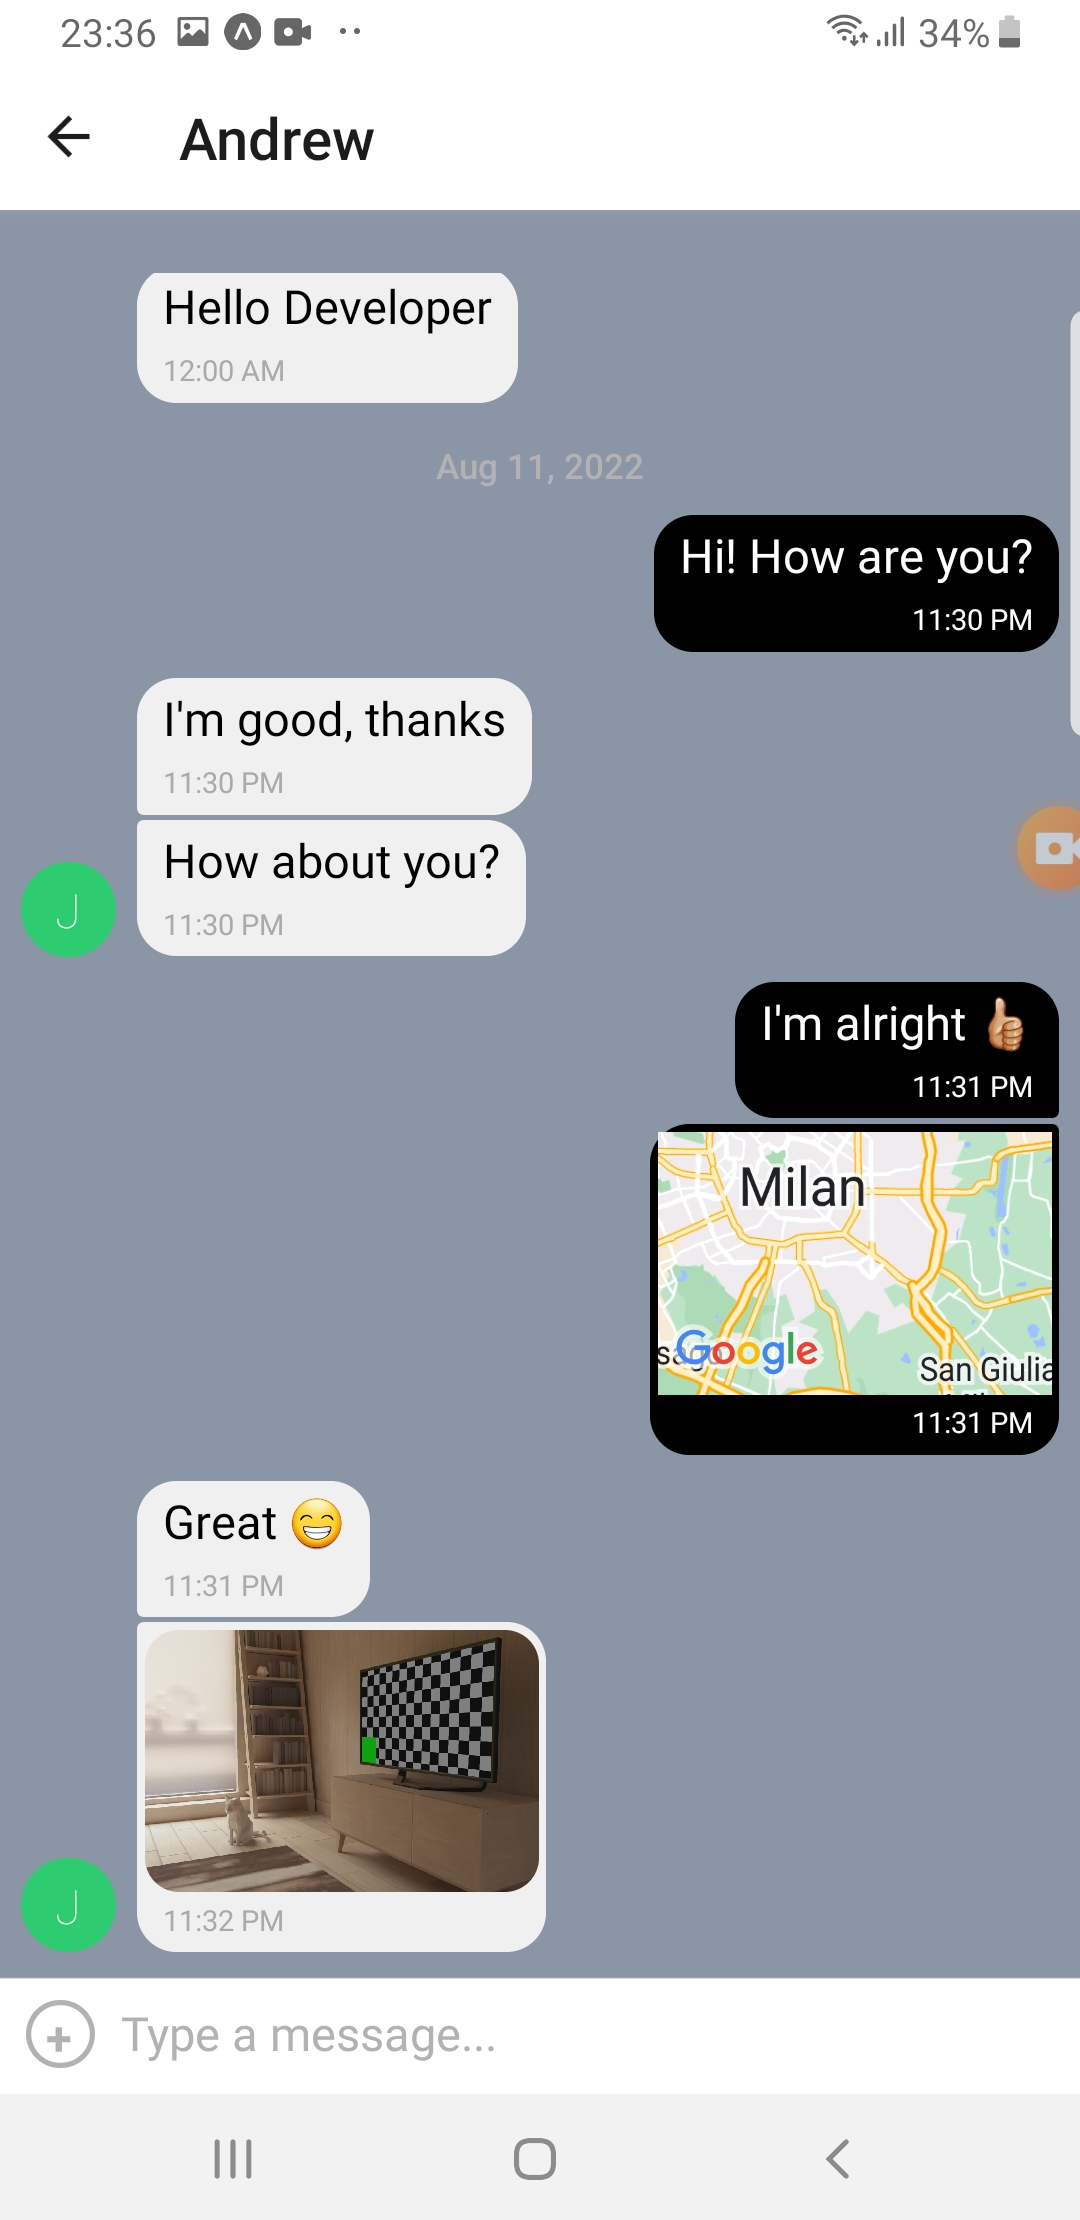 23:36
34%
Andrew
Hello Developer
12:00 AM
Aug 11, 2022
Hi! How are you?
11:30 PM
I'm good, thanks
11:30 PM
How about you?
11:30 PM
J
I'm alright 👍🏼
11:31 PM
Milan
Google
San Giulia
11:31 PM
Great 😁
11:31 PM
11:32 PM
J
Type a message...